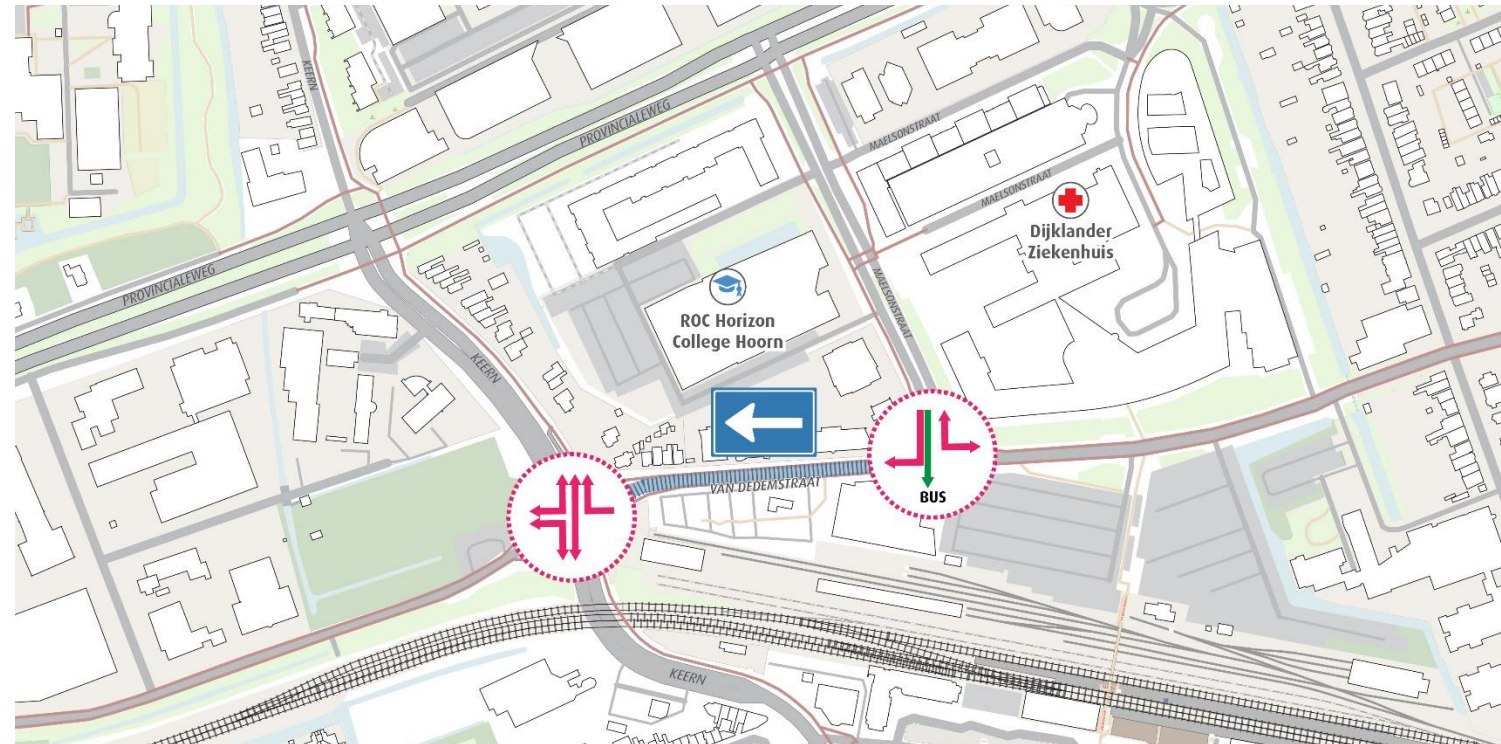 KEERN
PROVINCIALEWEG
MAELSONSTRAAT
MAELSONSTRAAT
Dijklander
Ziekenhuis
PROVINCIALEWEG
MAELSONSTRAAT
ROC Horizon
College Hoorn
KEERN
VAN DEDEMSTRAAT
BUS
KEERN